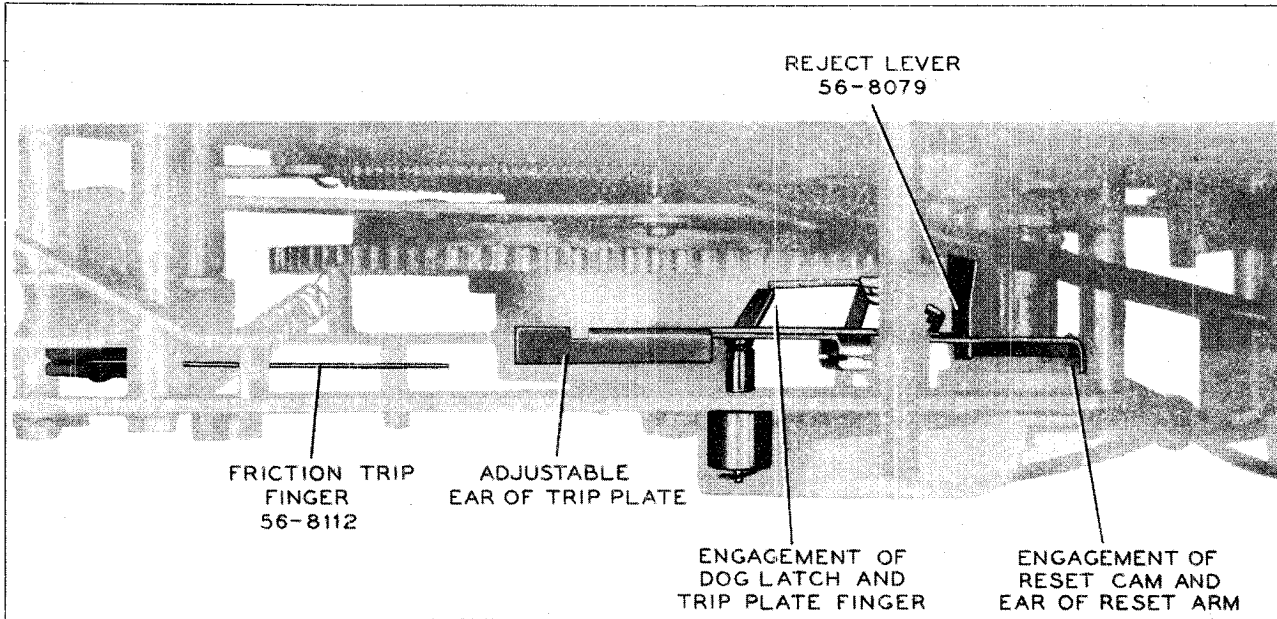 REJECT LEVER
56-8079
FRICTION TRIP
FINGER
56-8112
ADJUSTABLE
EAR OF TRIP PLATE
ENGAGEMENT OF
DOG LATCH AND
TRIP PLATE FINGER
ENGAGEMENT OF
RESET CAM AND
EAR OF RESET ARM